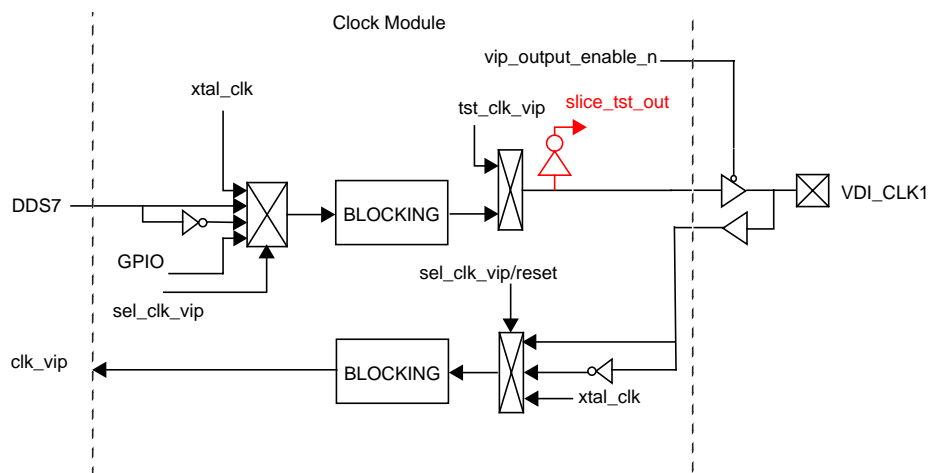 Clock Module
vip_output_enable_n
xtal_clk
tst_clk_vip
slice_tst_out
DDS7
BLOCKING
VDI_CLK1
GPIO
sel_clk_vip
sel_clk_vip/reset
clk_vip
BLOCKING
xtal_clk